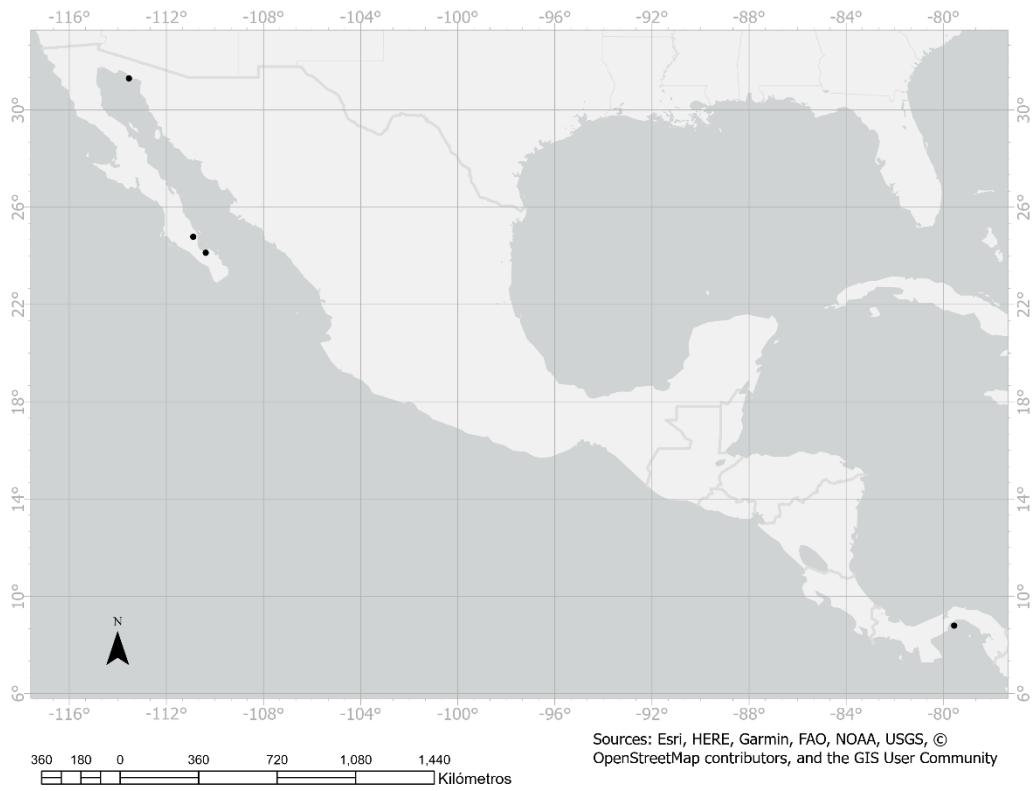 -116° -112° -108° -104° -100° -96° -92° -88° -84° -80°
30° 30°
26° 26°
22° 22°
18° 18°
14° 14°
10° 10°
6° 6°
N
-116° -112° -108° -104° -100° -96° -92° -88° -84° -80°
360 180 0 360 720 1,080 1,440
Kilómetros
Sources: Esri, HERE, Garmin, FAO, NOAA, USGS, ©
OpenStreetMap contributors, and the GIS User Community